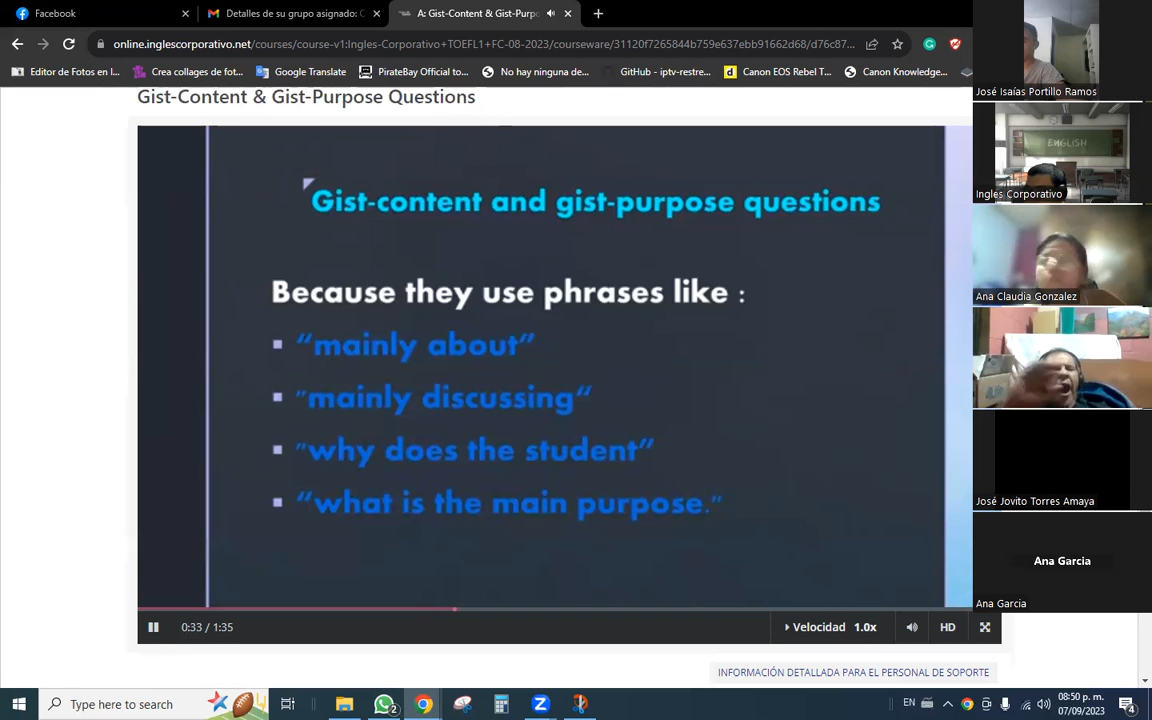 Facebook
Detalles de su grupo asignado: C
A: Gist-Content & Gist-Purpo
online.inglescorporativo.net/courses/course-v1:Ingles-Corporativo+TOEFL1+FC-08-2023/courseware/31120f7265844b759e637ebb91662d68/d76c87...
Editor de Fotos en l...
Crea collages de fot...
Google Translate
PirateBay Official to...
No hay ninguna de...
GitHub - iptv-restre...
Canon EOS Rebel T...
Canon Knowledge...
Gist-Content & Gist-Purpose Questions
Gist-content and gist-purpose questions
Because they use phrases like :
"mainly about"
"mainly discussing"
"why does the student"
"what is the main purpose."
0:33 / 1:35
Velocidad 1.0x
HD
INFORMACIÓN DETALLADA PARA EL PERSONAL DE SOPORTE
José Isaías Portillo Ramos
ENGLISH
Ingles Corporativo
Ana Claudia Gonzalez
José Jovito Torres Amaya
Ana Garcia
Ana Garcia
Type here to search
2
EN
08:50 p. m.
07/09/2023
4